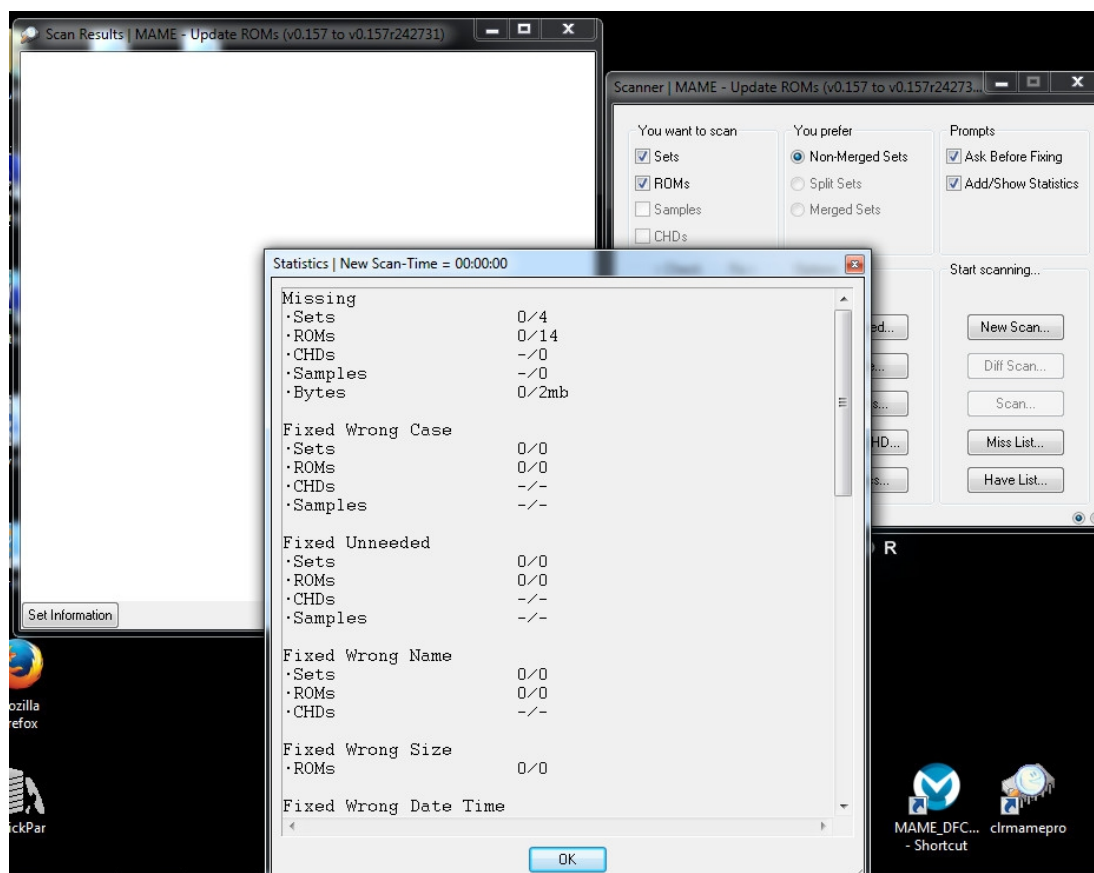 Scan Results | MAME - Update ROMs (v0.157 to v0.157r242731)
Scanner | MAME - Update ROMs (v0.157 to v0.157r24273...
You want to scan
Sets
ROMs
Samples
CHDs
You prefer
Non-Merged Sets
Split Sets
Merged Sets
Prompts
Ask Before Fixing
Add/Show Statistics
Start scanning...
New Scan...
Diff Scan...
Scan...
Miss List...
Have List...
ed...
e...
s...
HD...
s...
Statistics | New Scan-Time = 00:00:00
Missing
·Sets 0/4
·ROMs 0/14
·CHDs -/0
·Samples -/0
·Bytes 0/2mb
Fixed Wrong Case
·Sets 0/0
·ROMs 0/0
·CHDs -/-
·Samples -/-
Fixed Unneeded
·Sets 0/0
·ROMs 0/0
·CHDs -/-
·Samples -/-
Fixed Wrong Name
·Sets 0/0
·ROMs 0/0
·CHDs -/-
Fixed Wrong Size
·ROMs 0/0
Fixed Wrong Date Time
OK
Set Information
R
ozilla
refox
ickPar
MAME_DFC...
- Shortcut
clrmamepro